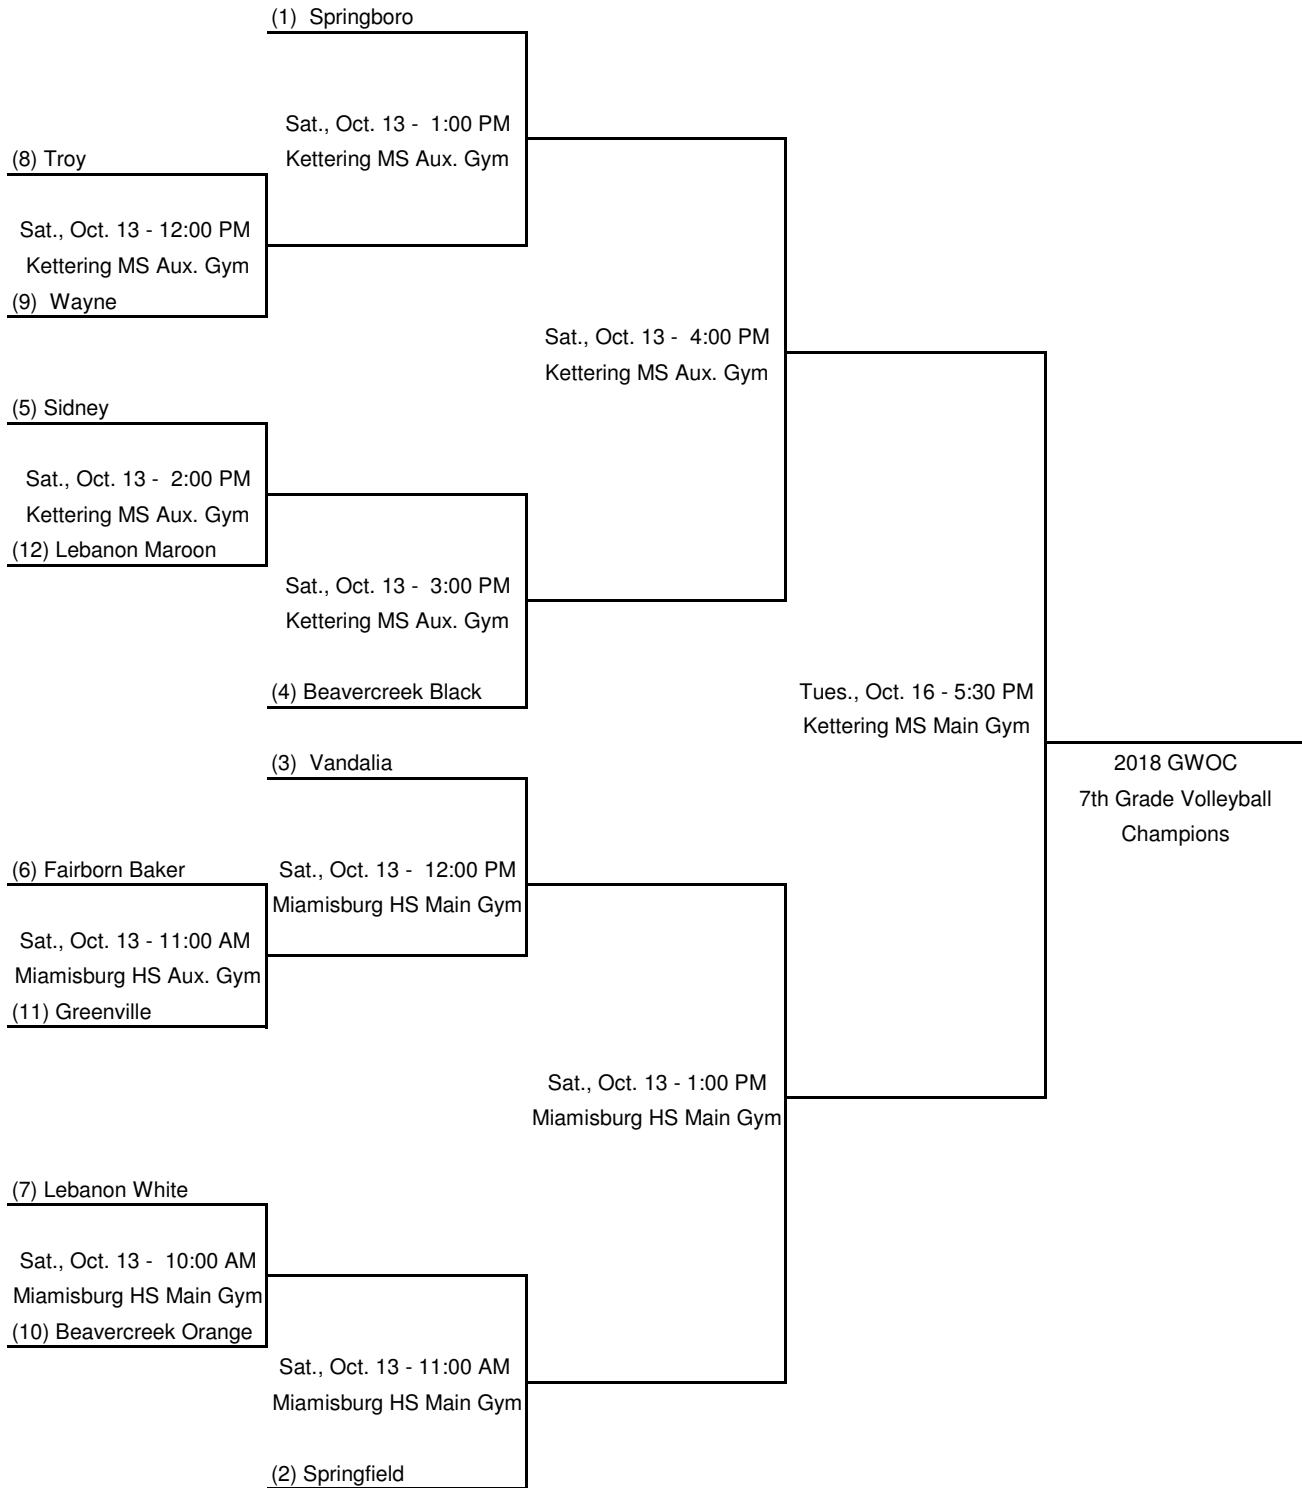 (1)  Springboro
Sat., Oct. 13 -  1:00 PM
Kettering MS Aux. Gym
(8) Troy
Sat., Oct. 13 - 12:00 PM
Kettering MS Aux. Gym
(9)  Wayne
Sat., Oct. 13 -  4:00 PM
Kettering MS Aux. Gym
(5) Sidney
Sat., Oct. 13 -  2:00 PM
Kettering MS Aux. Gym
(12) Lebanon Maroon
Sat., Oct. 13 -  3:00 PM
Kettering MS Aux. Gym
(4) Beavercreek Black
Tues., Oct. 16 - 5:30 PM
Kettering MS Main Gym
2018 GWOC
7th Grade Volleyball
Champions
(3)  Vandalia
Sat., Oct. 13 -  12:00 PM
Miamisburg HS Main Gym
(6) Fairborn Baker
Sat., Oct. 13 - 11:00 AM
Miamisburg HS Aux. Gym
(11) Greenville
Sat., Oct. 13 - 1:00 PM
Miamisburg HS Main Gym
(7) Lebanon White
Sat., Oct. 13 -  10:00 AM
Miamisburg HS Main Gym
(10) Beavercreek Orange
Sat., Oct. 13 - 11:00 AM
Miamisburg HS Main Gym
(2) Springfield